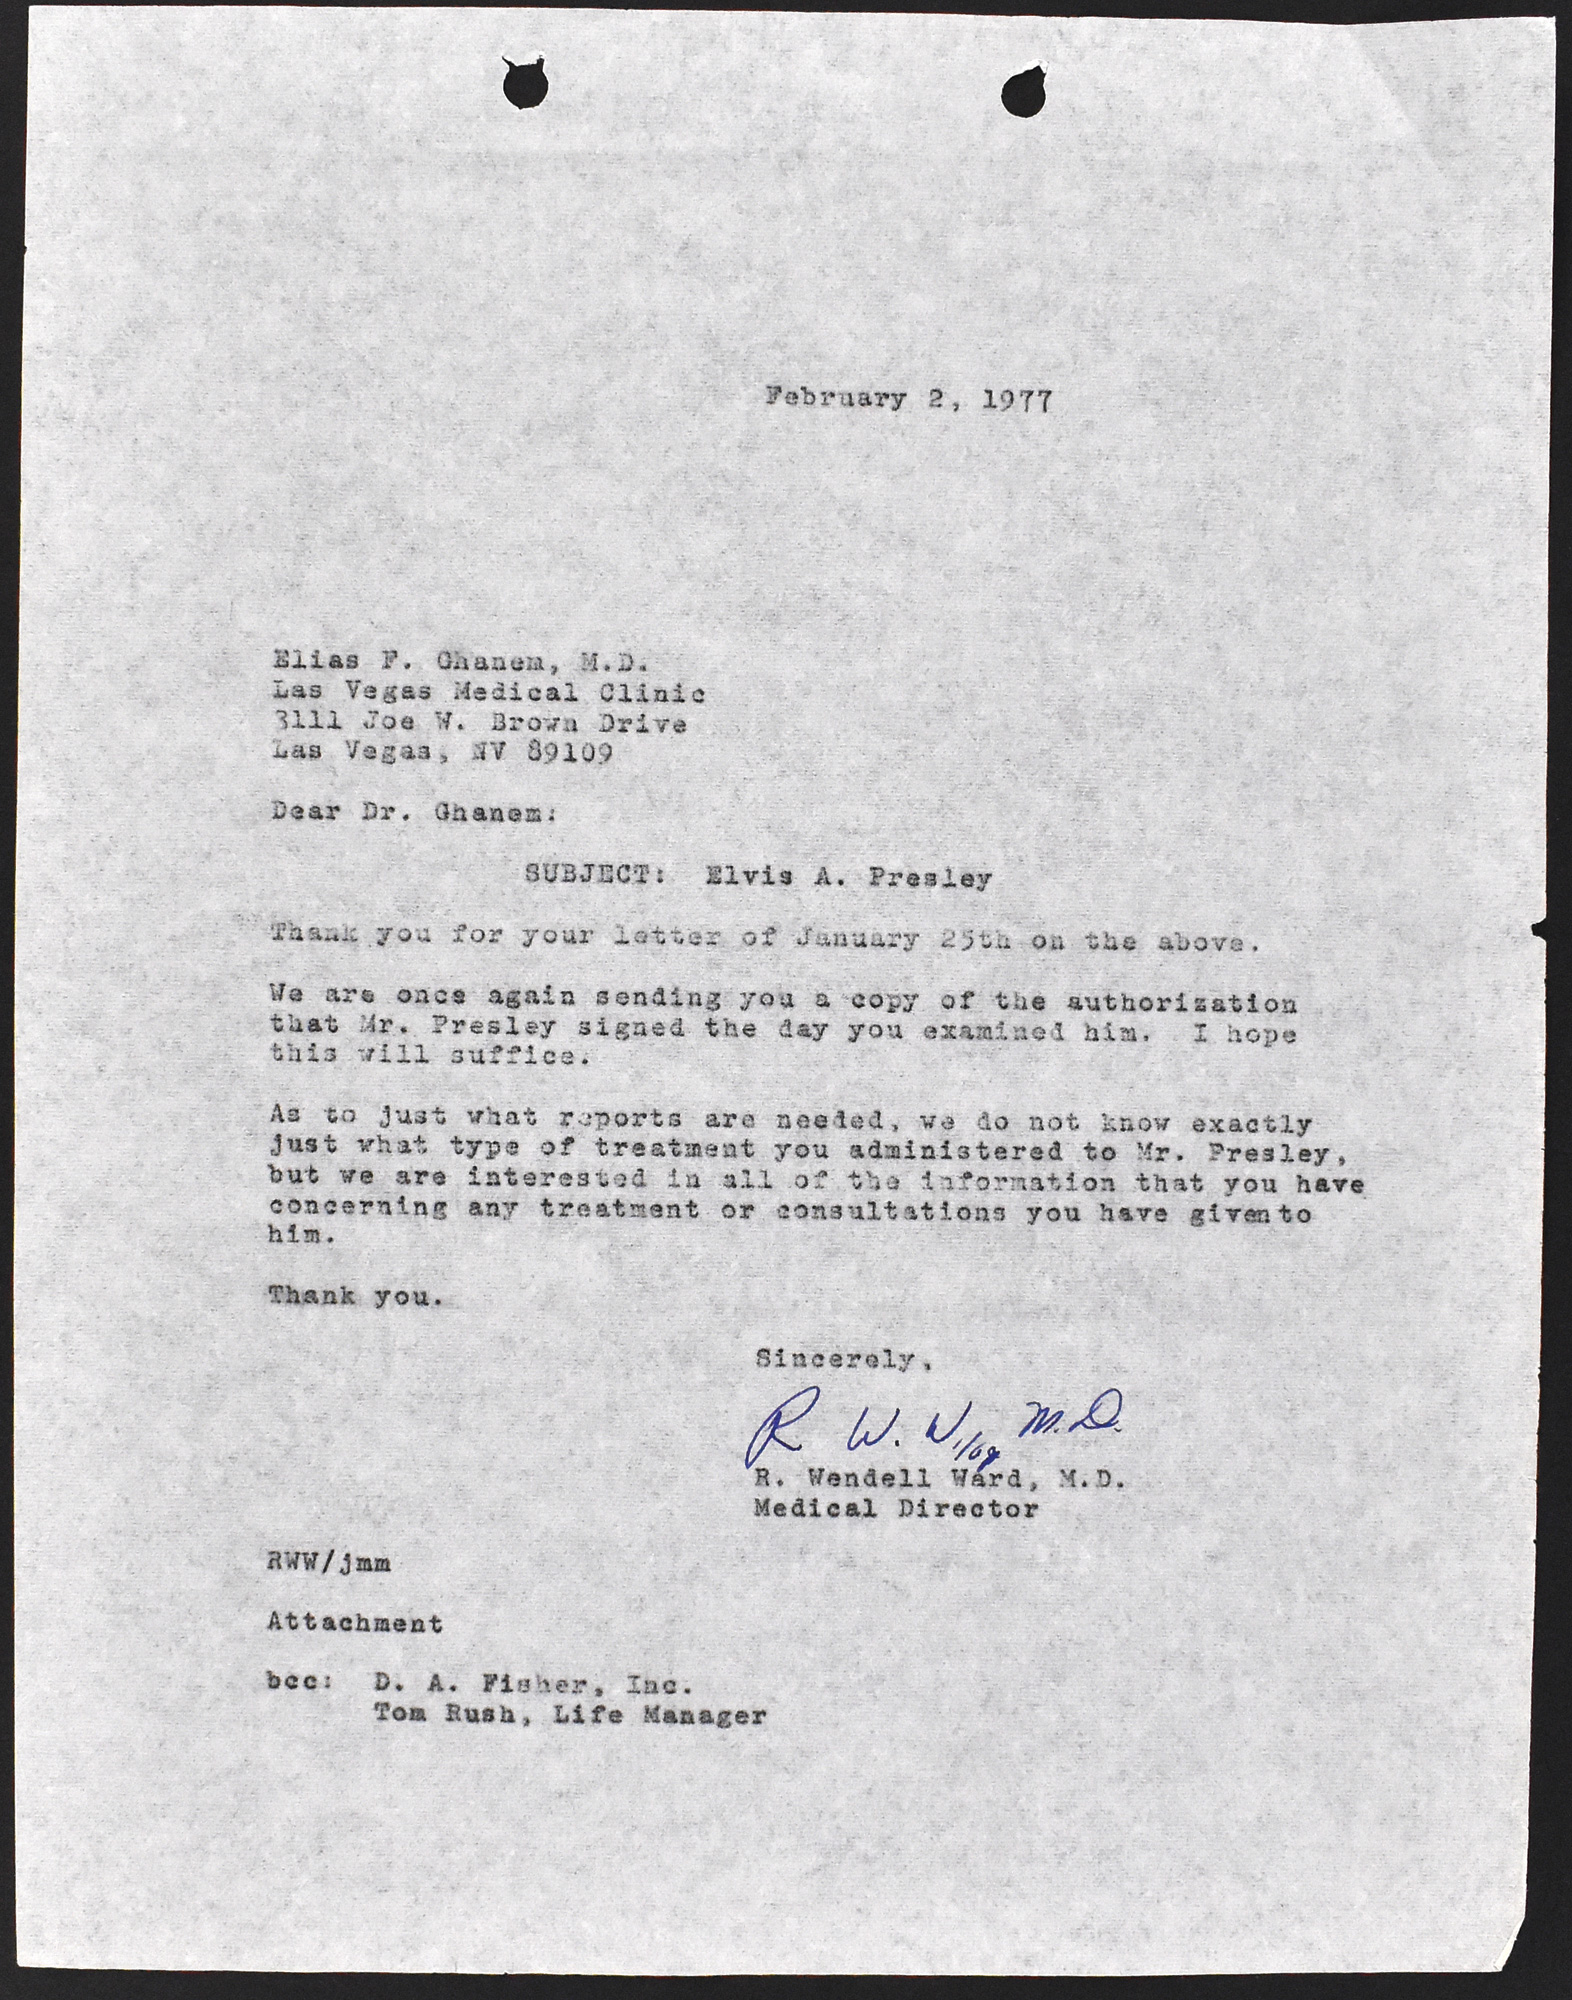 February 2, 1977
Elias F. Ghanem, M.D.
Las Vegas Medical Clinic
3111 Joe W. Brown Drive
Las Vegas, NV 89109
Dear Dr. Ghanem:
SUBJECT: Elvis A. Presley
Thank you for your letter of January 25th on the above.
We are once again sending you a copy of the authorization
that Mr. Presley signed the day you examined him. I hope
this will suffice.
As to just what reports are needed, we do not know exactly
just what type of treatment you administered to Mr. Presley,
but we are interested in all of the information that you have
concerning any treatment or consultations you have given to
him.
Thank you.
Sincerely,
R W. W M.D.
R. Wendell Ward, M.D.
Medical Director
RWW/jmm
Attachment
bcc: D. A. Fisher, Inc.
Tom Rush, Life Manager